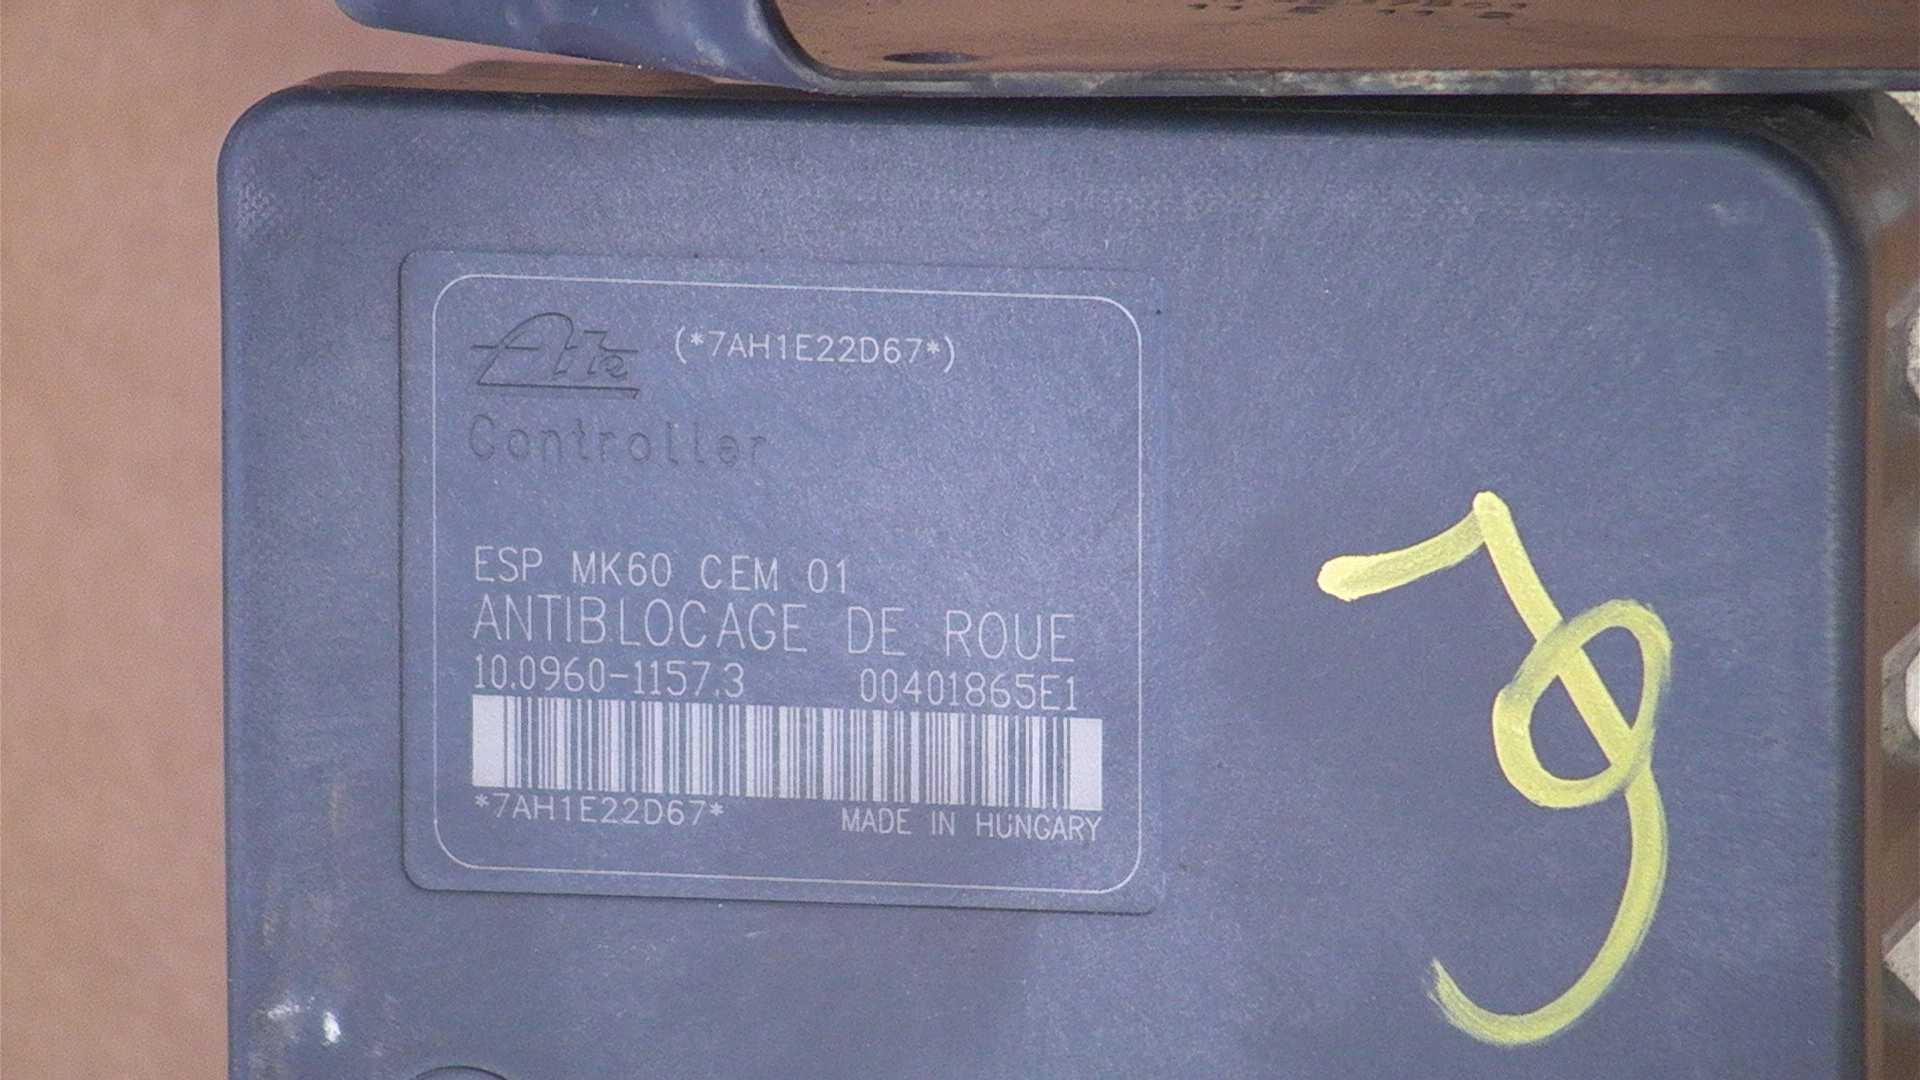 ATe (*7AH1E22D67*)
Controller
ESP MK60 CEM 01
ANTIBLOCAGE DE ROUE
10.0960-1157.3 00401865E1
*7AH1E22D67* MADE IN HUNGARY
79